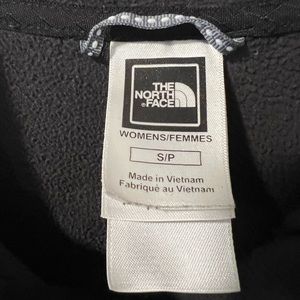 THE
NORTH
FACE
WOMENS/FEMMES
S/P
Made in Vietnam
Fabriqué au Vietnam